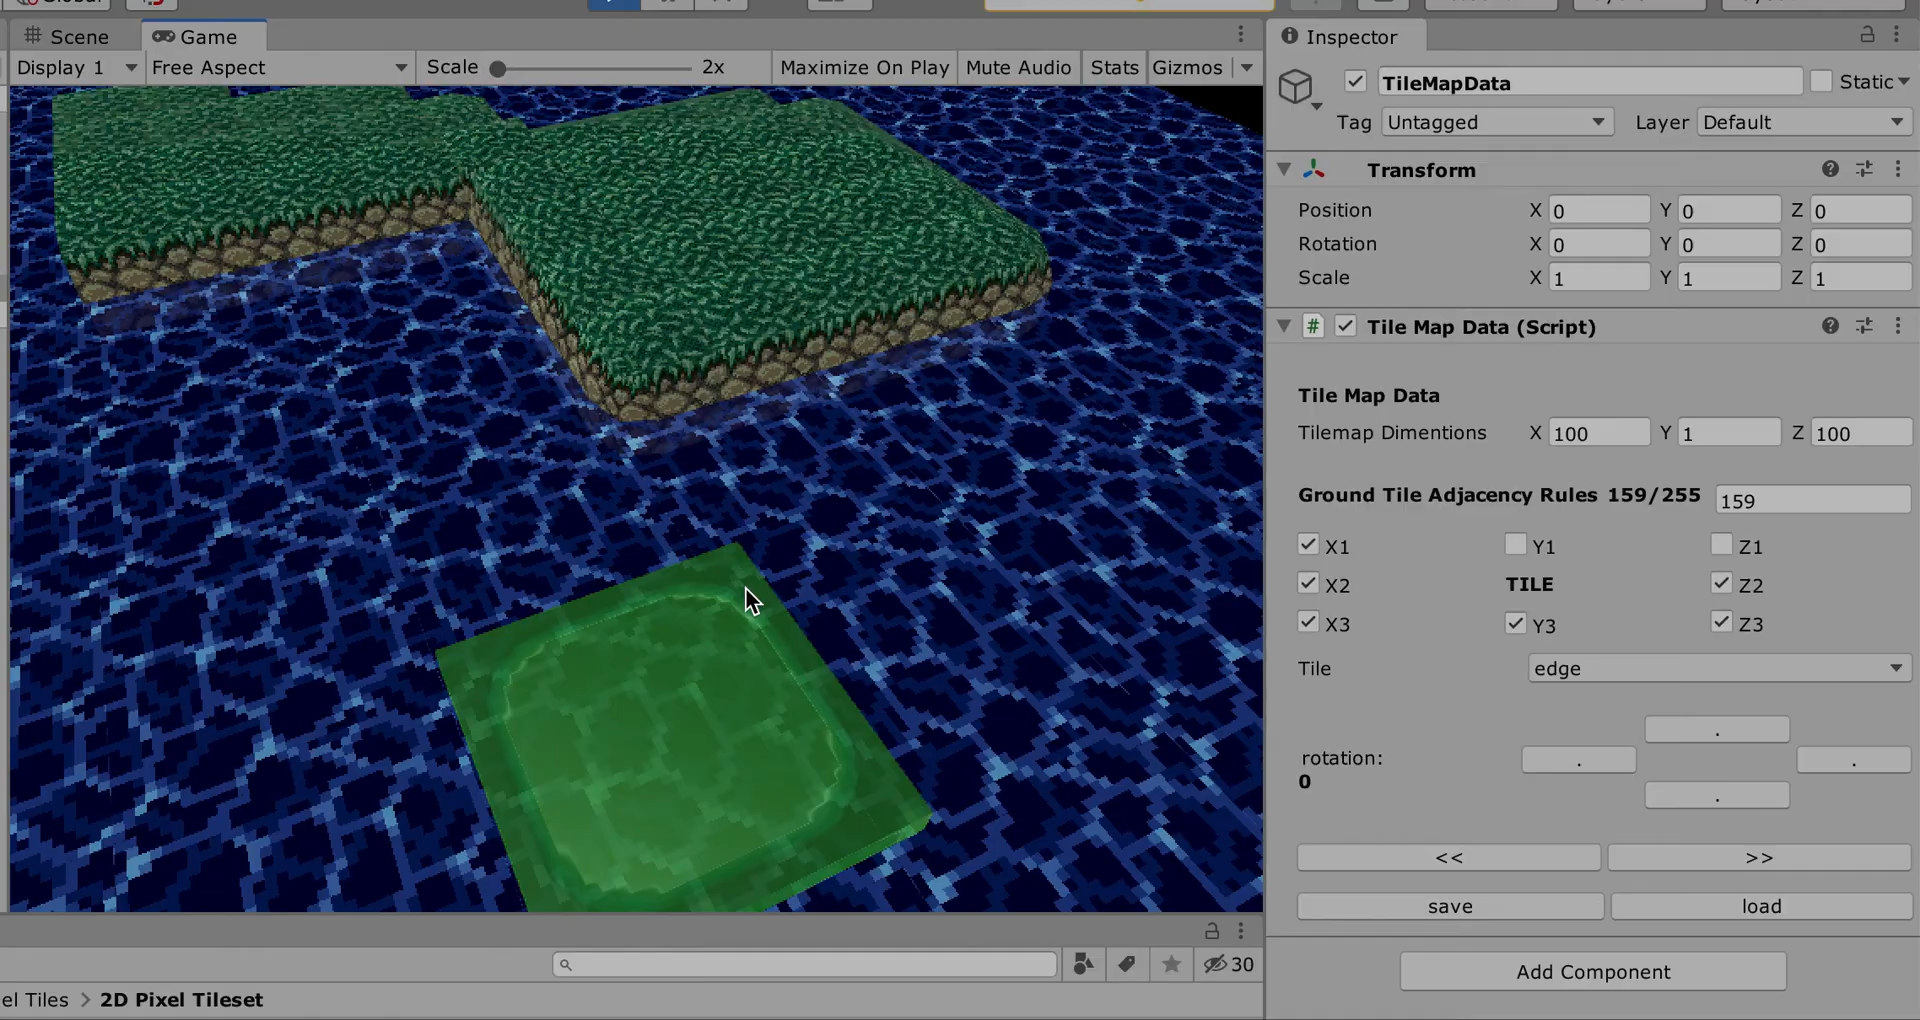 Global
Scene
Game
Display 1
Free Aspect
Scale
2x
Maximize On Play
Mute Audio
Stats
Gizmos
Inspector
TileMapData
Static
Tag Untagged
Layer Default
Transform
Position X 0 Y 0 Z 0
Rotation X 0 Y 0 Z 0
Scale X 1 Y 1 Z 1
# Tile Map Data (Script)
Tile Map Data
Tilemap Dimentions X 100 Y 1 Z 100
Ground Tile Adjacency Rules 159/255 159
X1 Y1 Z1
X2 TILE Z2
X3 Y3 Z3
Tile edge
.
rotation: . .
0
.
<< >>
save load
Add Component
30
el Tiles > 2D Pixel Tileset